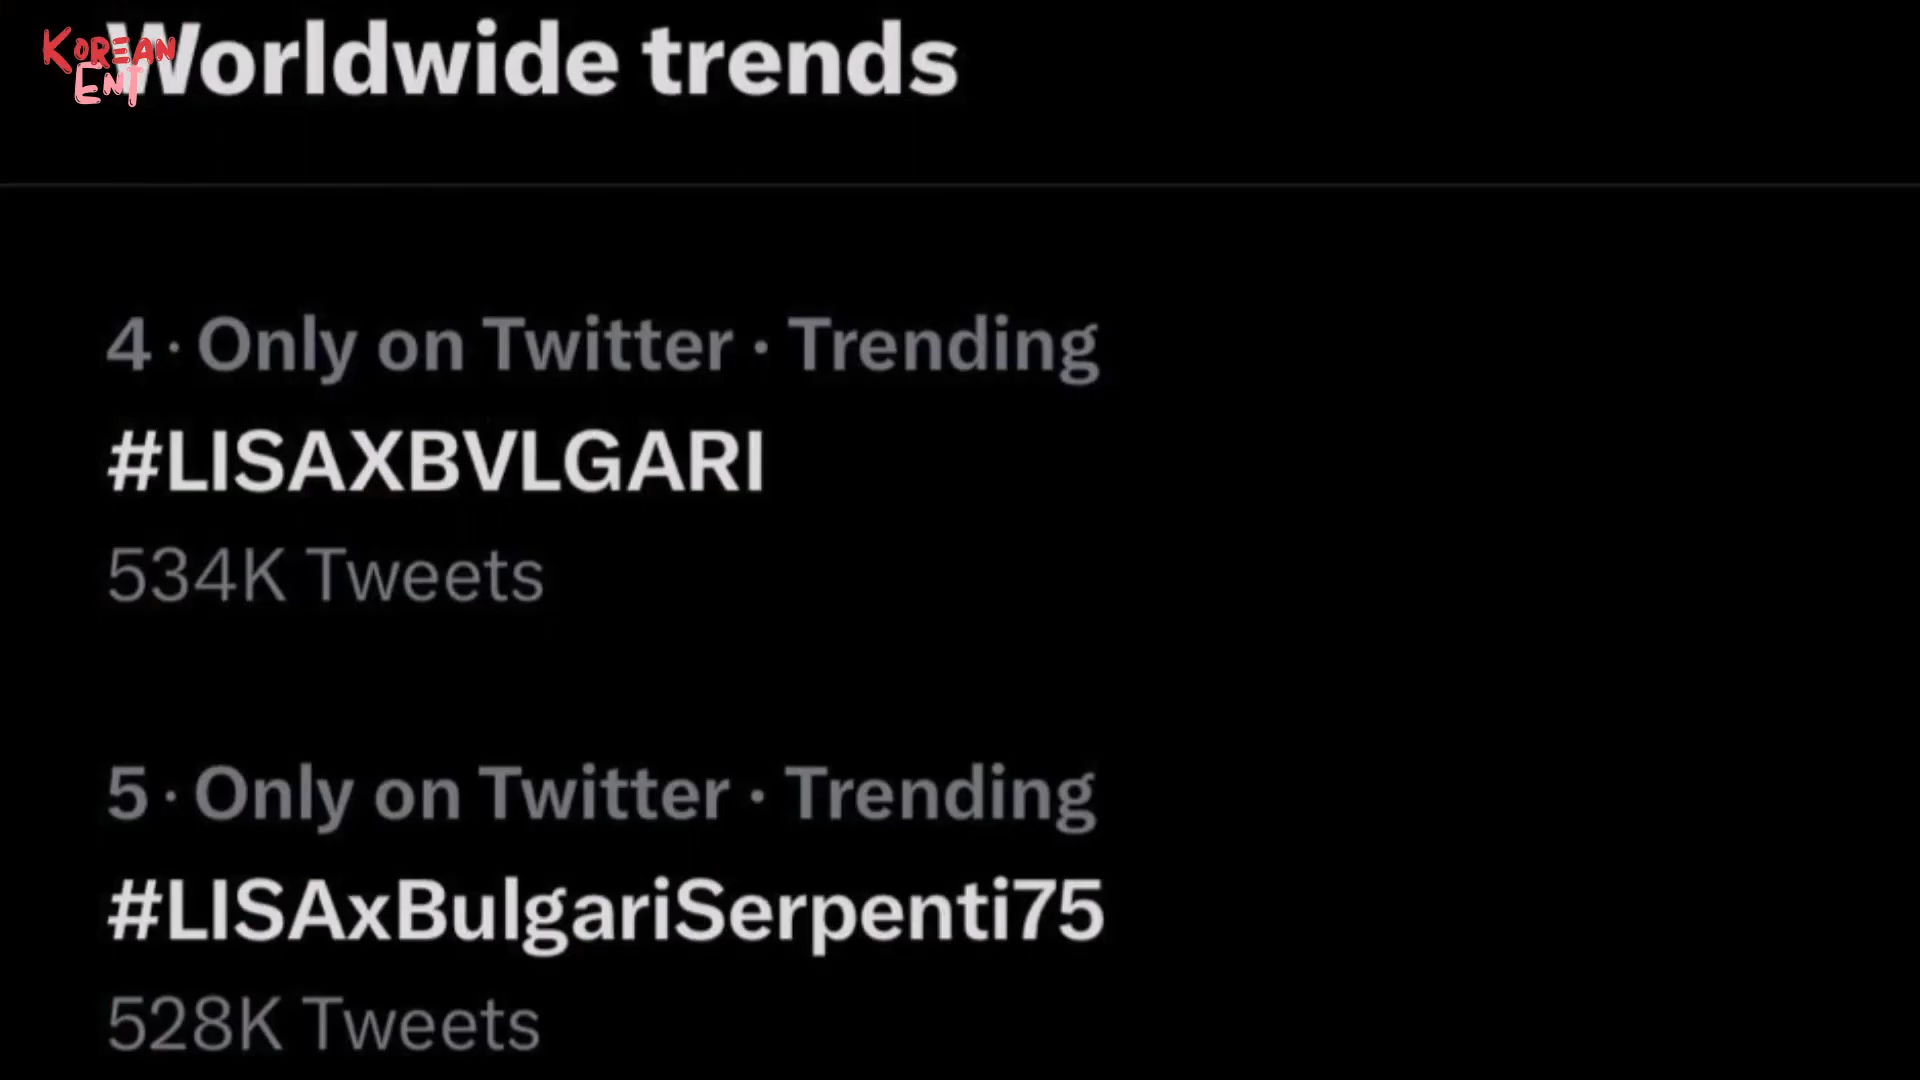 KOREAN
ENT
Worldwide trends
4 · Only on Twitter · Trending
#LISAXBVLGARI
534K Tweets
5 · Only on Twitter · Trending
#LISAxBulgariSerpenti75
528K Tweets